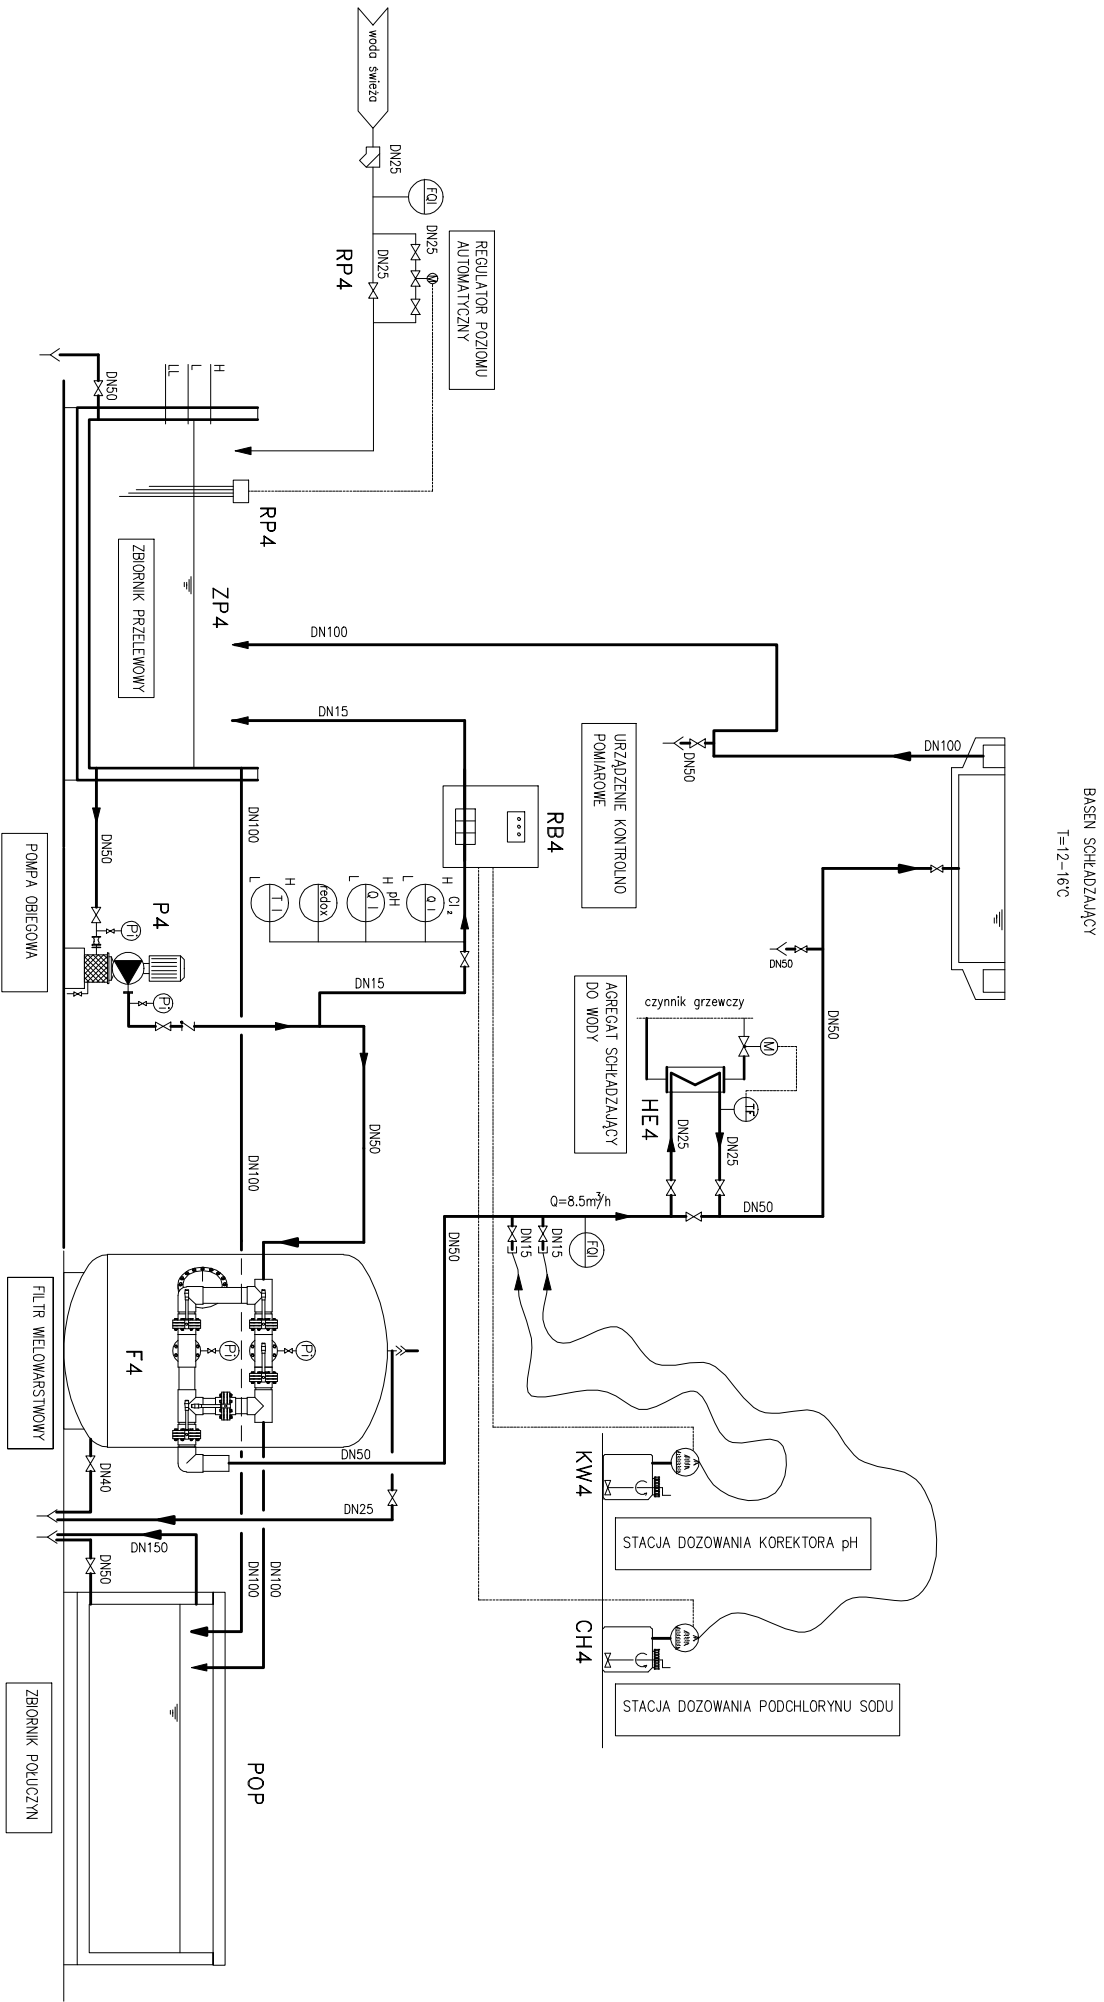 BASEN SCHŁADZAJĄCY
T=12-16°C
woda świeża
DN25
FQI
DN25
DN25
RP4
REGULATOR POZIOMU
AUTOMATYCZNY
DN50
H
L
LL
RP4
ZP4
ZBIORNIK PRZELEWOWY
DN100
DN15
DN100
DN50
URZĄDZENIE KONTROLNO
POMIAROWE
RB4
H Cl2
L
Q I
H pH
L
Q I
redox
H
L
T I
DN100
DN50
P4
Pi
Pi
POMPA OBIEGOWA
DN15
DN50
DN50
DN50
AGREGAT SCHŁADZAJĄCY
DO WODY
czynnik grzewczy
M
TE
HE4
DN25
DN25
DN50
Q=8.5m³/h
FQI
DN15
DN15
DN50
DN100
F4
Pi
Pi
FILTR WIELOWARSTWOWY
DN50
DN40
DN25
DN150
DN50
DN100
DN100
KW4
STACJA DOZOWANIA KOREKTORA pH
CH4
STACJA DOZOWANIA PODCHLORYNU SODU
POP
ZBIORNIK POŁUCZYN
M